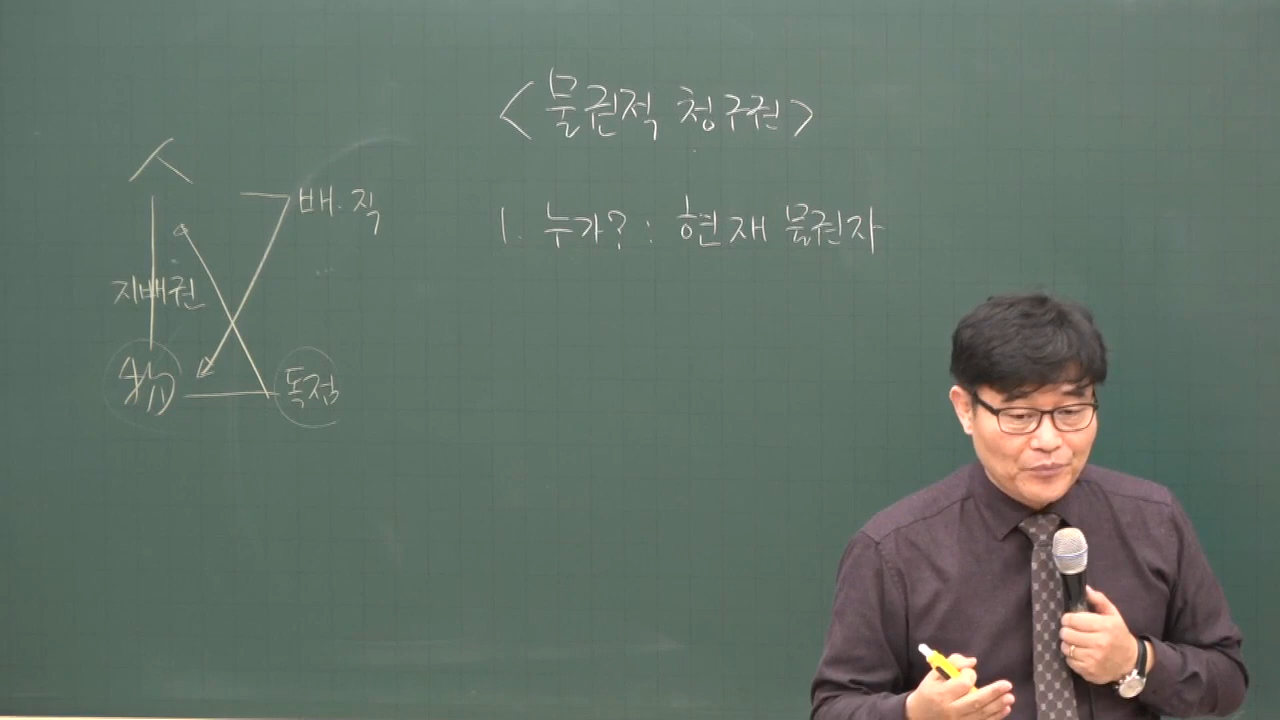 <물권적 청구권>
1. 누가? : 현재 물권자
人
배. 직
지배권
物
독점